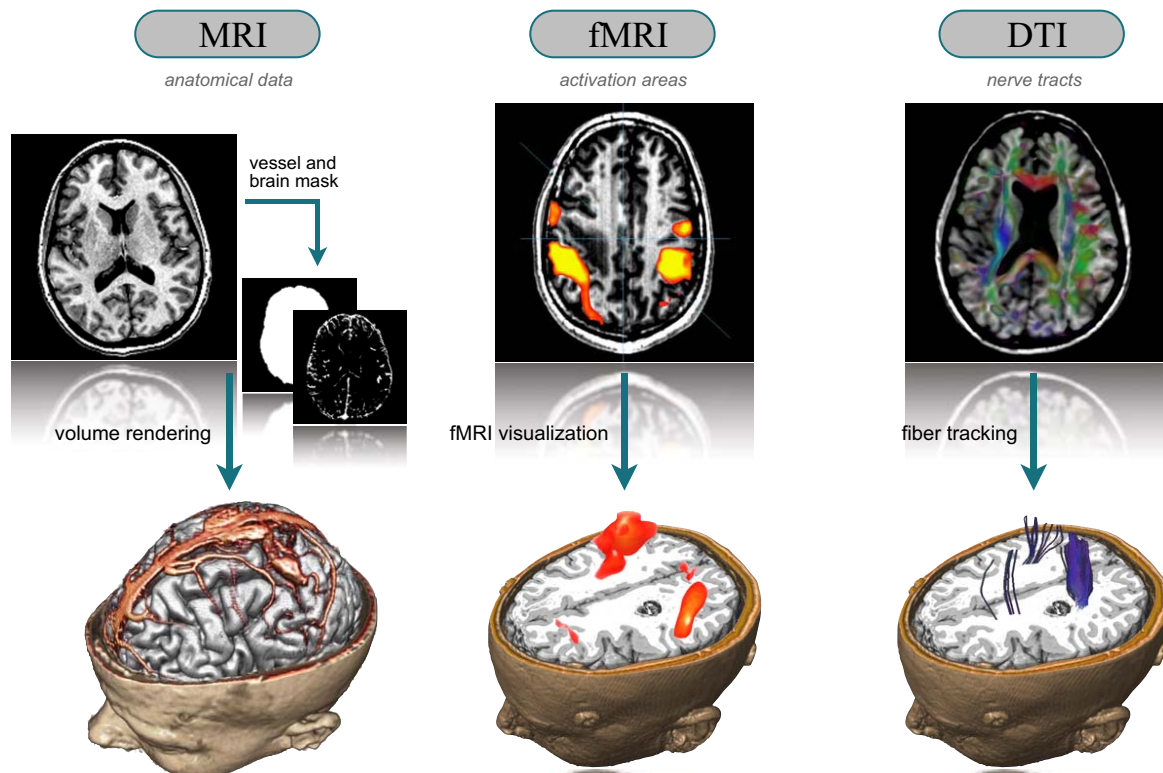 MRI
anatomical data
vessel and
brain mask
volume rendering
fMRI
activation areas
fMRI visualization
DTI
nerve tracts
fiber tracking